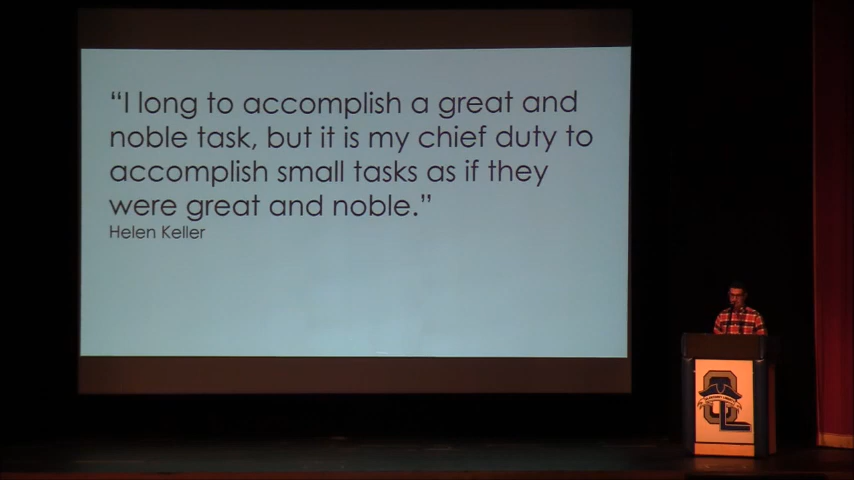 “I long to accomplish a great and
noble task, but it is my chief duty to
accomplish small tasks as if they
were great and noble.”
Helen Keller
OL